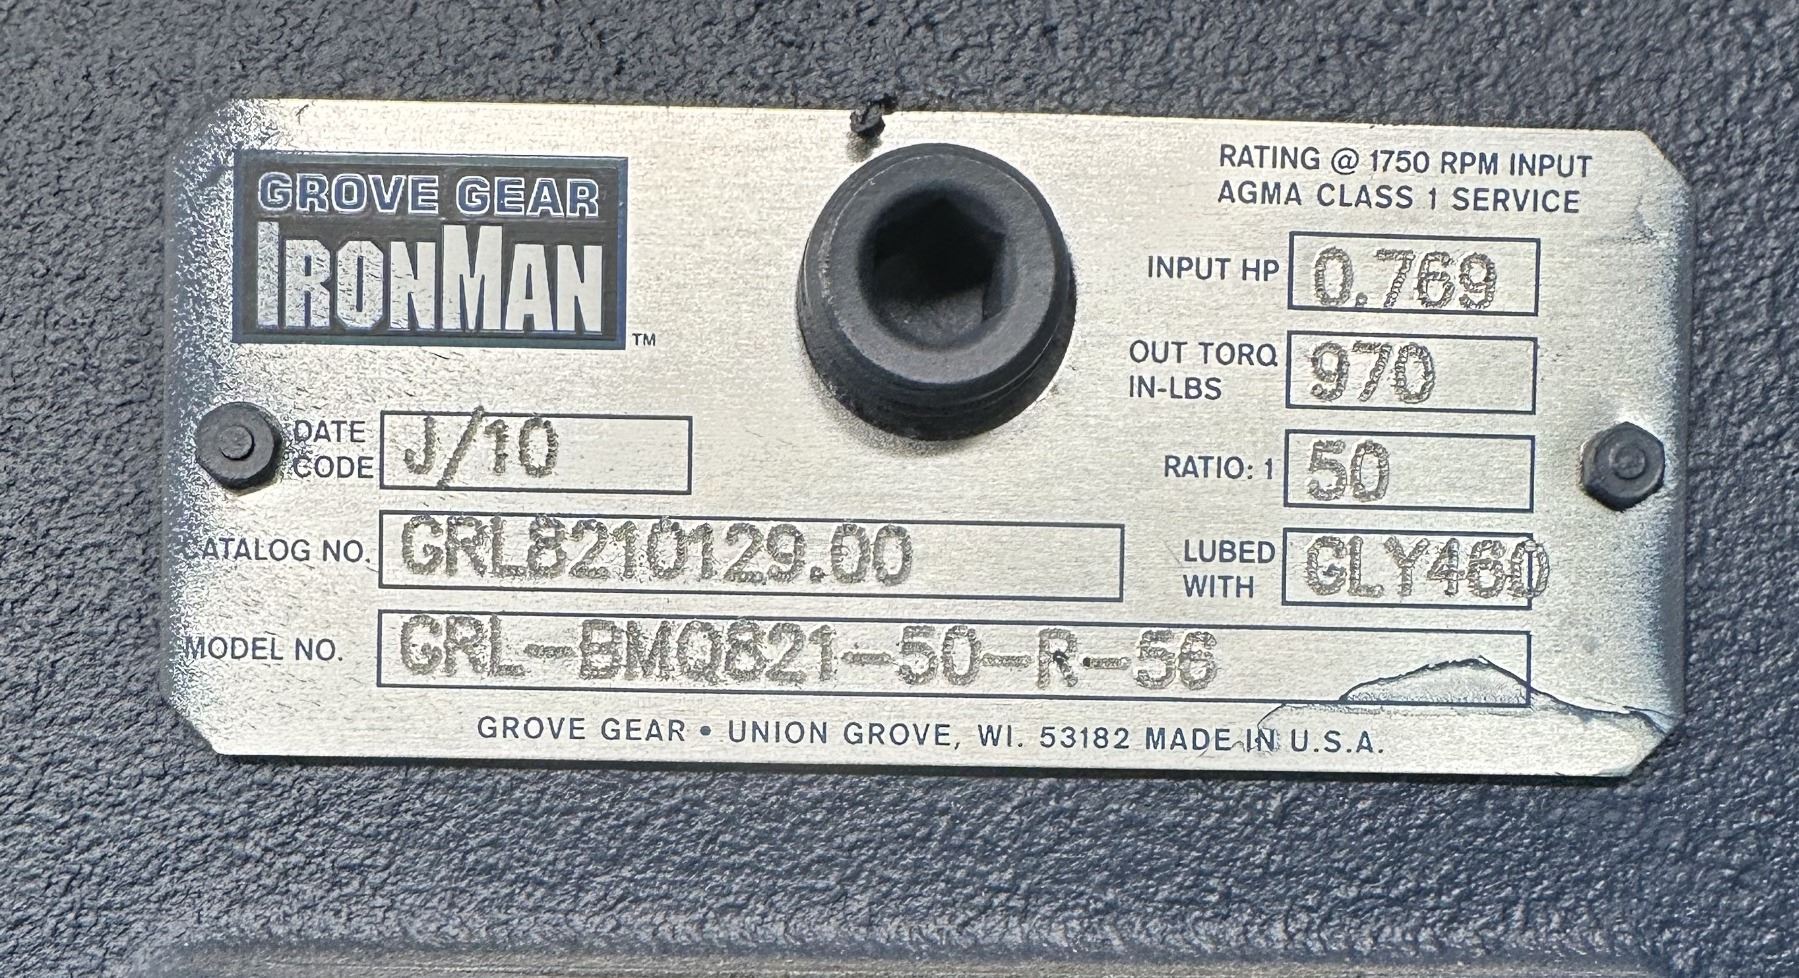 GROVE GEAR
IRONMAN
™
RATING @ 1750 RPM INPUT
AGMA CLASS 1 SERVICE
INPUT HP 0.769
OUT TORQ
IN-LBS 970
DATE
CODE J/10
RATIO: 1 50
CATALOG NO. GRL8210129.00
LUBED
WITH GLY460
MODEL NO. GRL-BMQ821-50-R-56
GROVE GEAR • UNION GROVE, WI. 53182 MADE IN U.S.A.